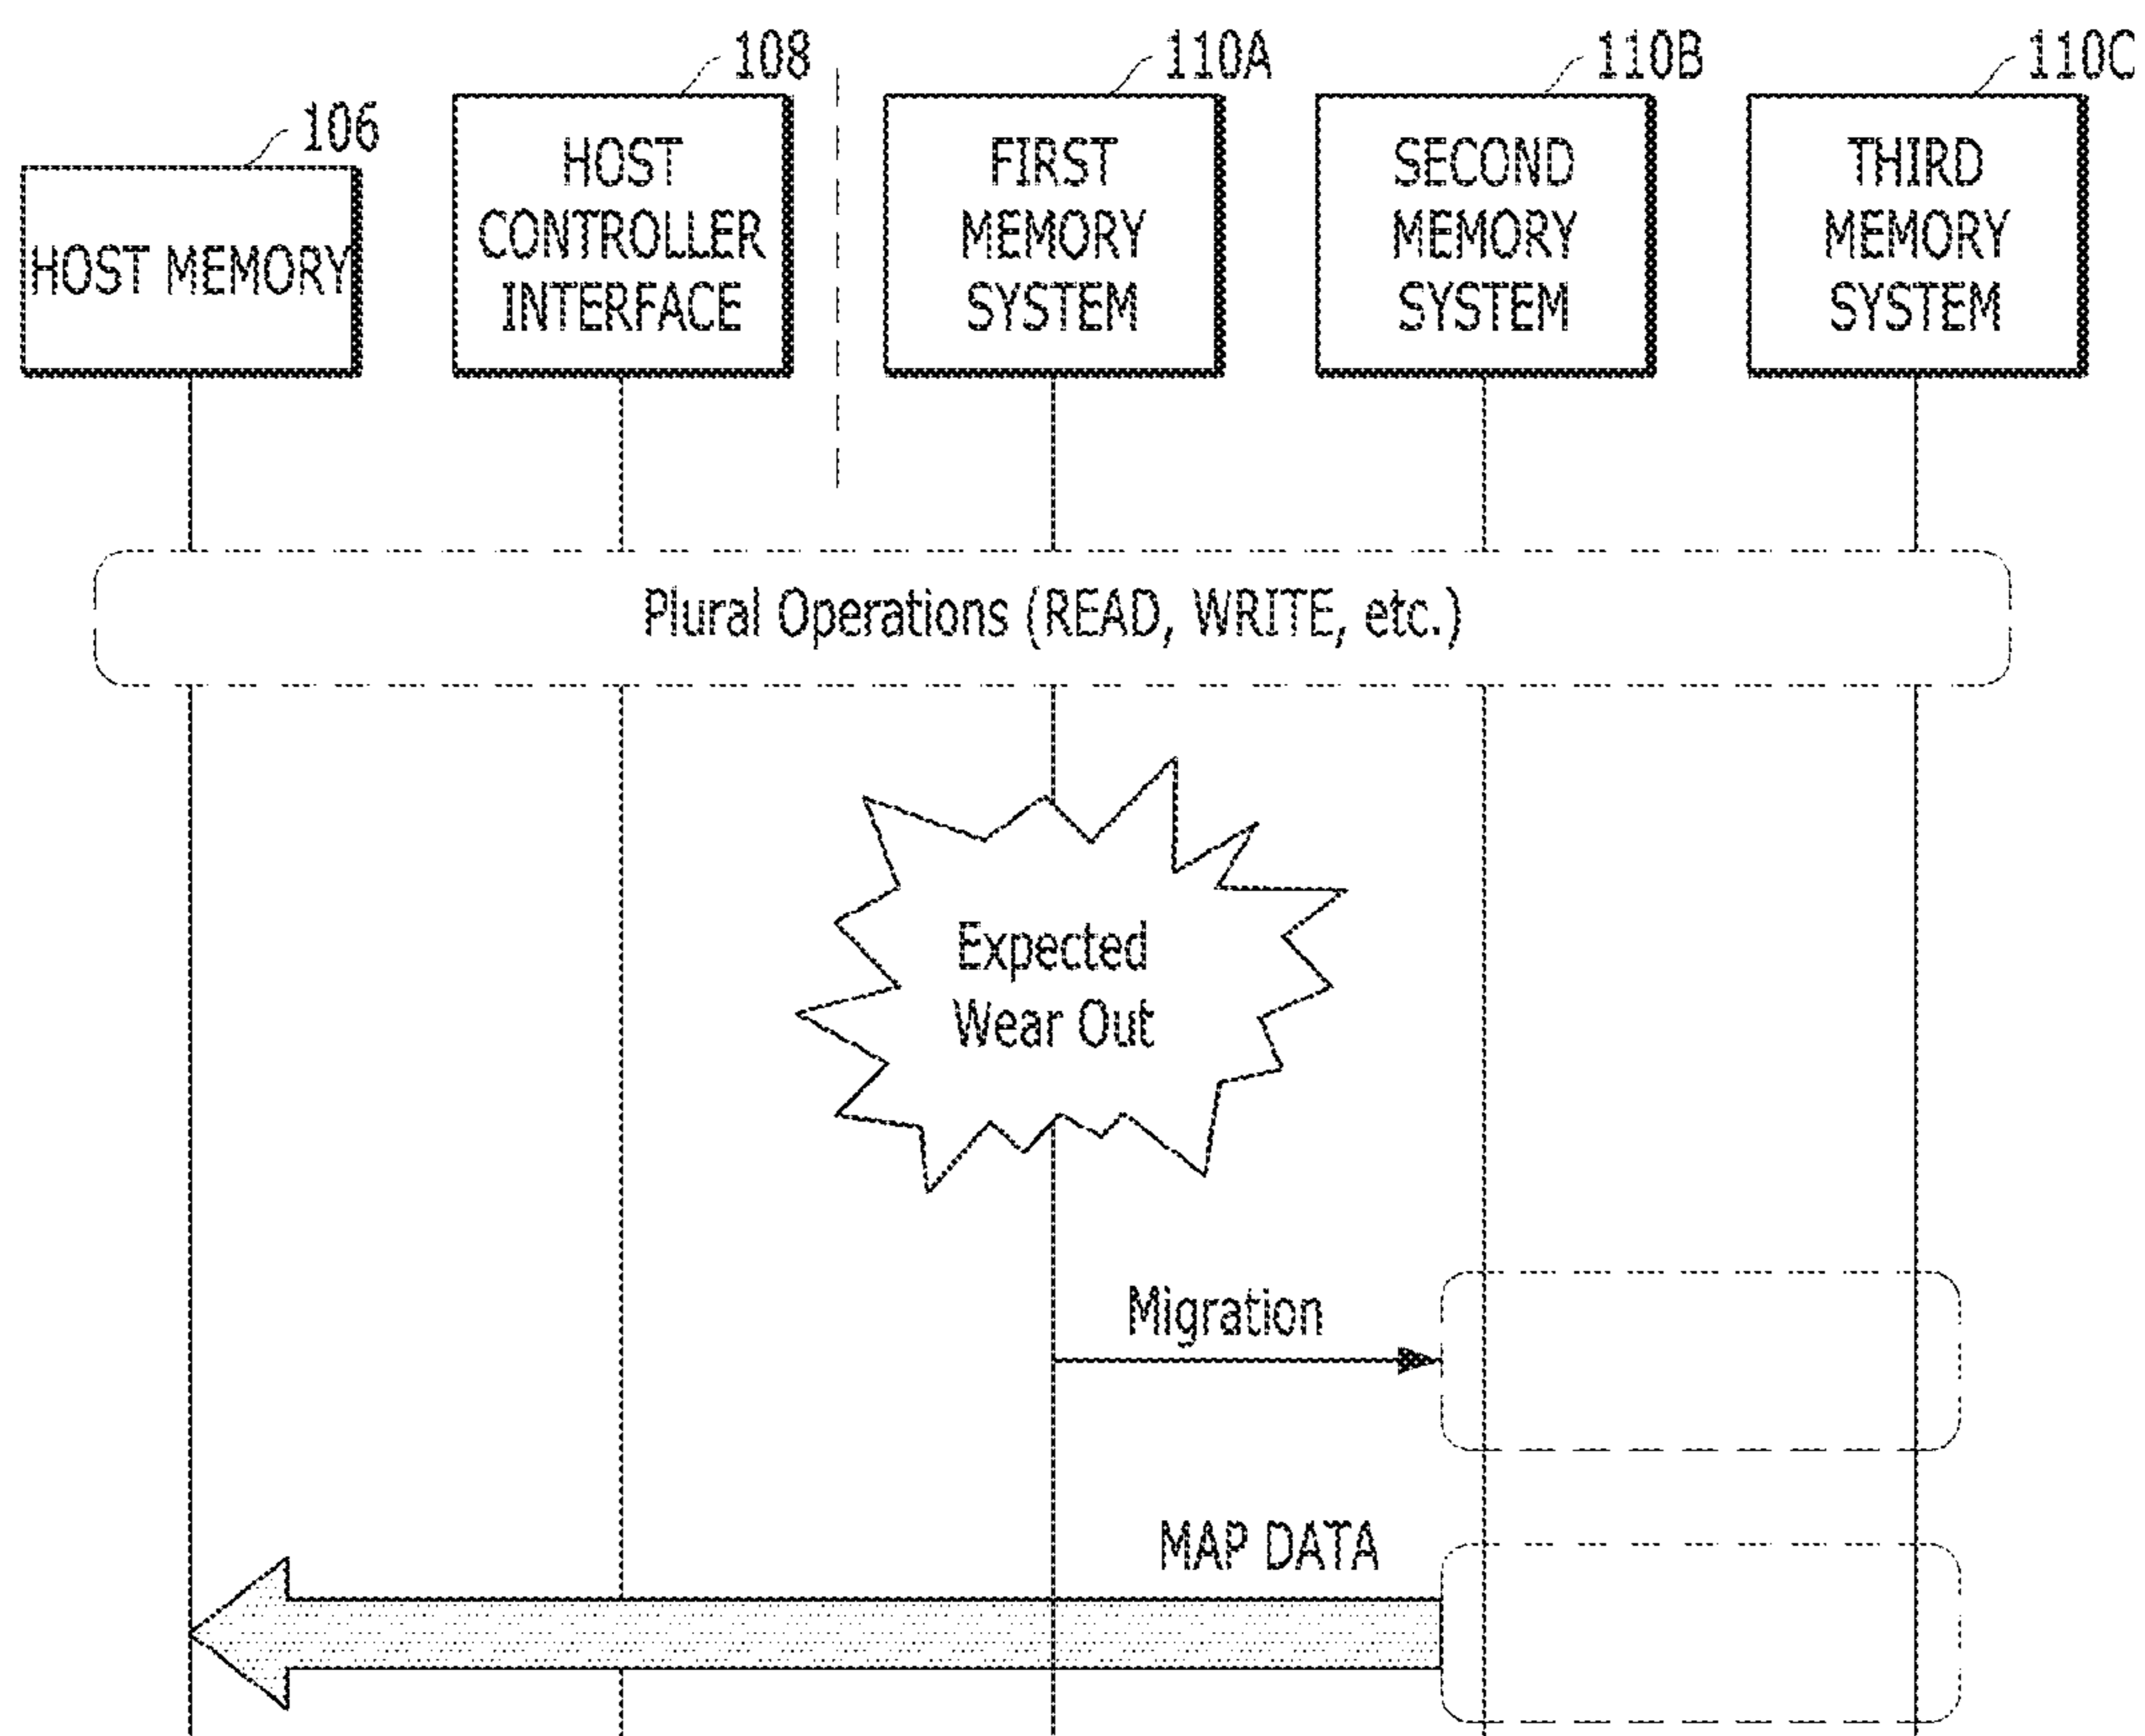 108
110A
110B
110C
106
HOST MEMORY
HOST
CONTROLLER
INTERFACE
FIRST
MEMORY
SYSTEM
SECOND
MEMORY
SYSTEM
THIRD
MEMORY
SYSTEM
Plural Operations (READ, WRITE, etc.)
Expected
Wear Out
Migration
MAP DATA